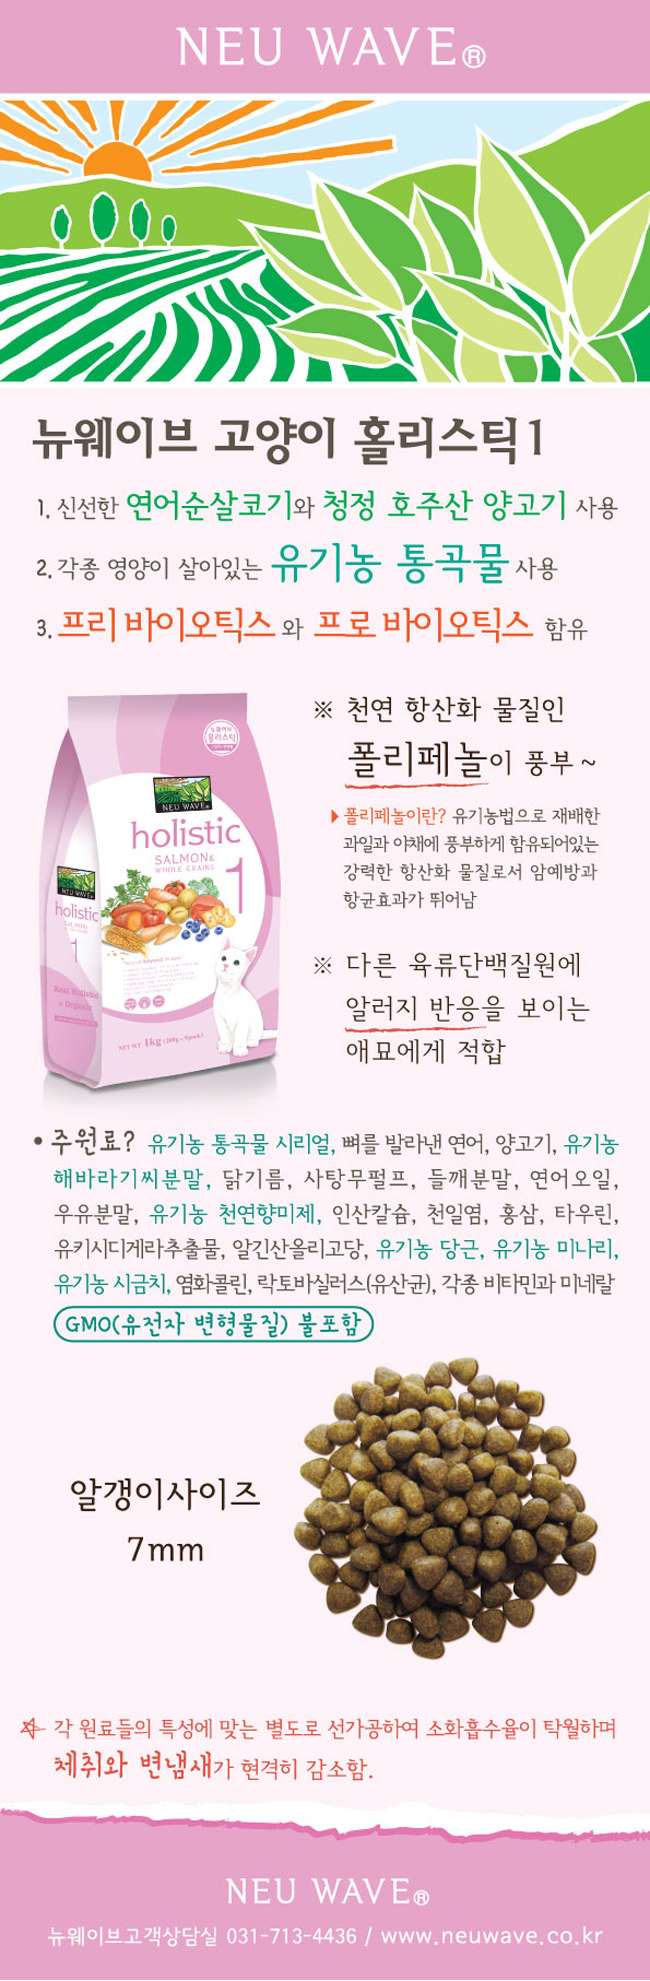 NEU WAVE®
뉴웨이브 고양이 홀리스틱1
1. 신선한 연어순살코기와 청정 호주산 양고기 사용
2. 각종 영양이 살아있는 유기농 통곡물 사용
3. 프리바이오틱스 와 프로바이오틱스 함유
※ 천연 항산화 물질인
폴리페놀이 풍부~
▶폴리페놀이란? 유기농법으로 재배한
과일과 야채에 풍부하게 함유되어있는
강력한 항산화 물질로서 암예방과
항균효과가 뛰어남
※ 다른 육류단백질원에
알러지 반응을 보이는
애묘에게 적합
뉴웨이브
홀리스틱
NEU WAVE®
holistic
SALMON&
WHOLE GRAINS
1
NEU WAVE®
holistic
SALMON&
WHOLE GRAINS
1
Real Holistic
& Organic
NET WT 1kg (200g × 5pack)
• 주원료? 유기농 통곡물 시리얼, 뼈를 발라낸 연어, 양고기, 유기농
해바라기씨분말, 닭기름, 사탕무펄프, 들깨분말, 연어오일,
우유분말, 유기농 천연향미제, 인산칼슘, 천일염, 홍삼, 타우린,
유키시디게라추출물, 알긴산올리고당, 유기농 당근, 유기농 미나리,
유기농 시금치, 염화콜린, 락토바실러스(유산균), 각종 비타민과 미네랄
GMO(유전자 변형물질) 불포함
알갱이사이즈
7mm
각 원료들의 특성에 맞는 별도로 선가공하여 소화흡수율이 탁월하며
체취와 변냄새가 현격히 감소함.
NEU WAVE®
뉴웨이브고객상담실 031-713-4436 / www.neuwave.co.kr